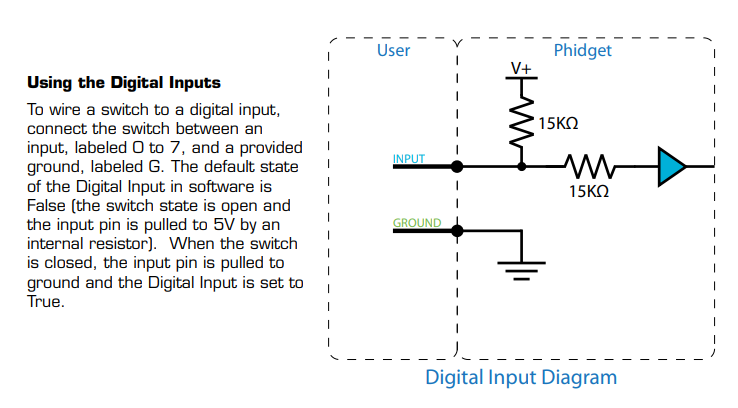 Using the Digital Inputs
To wire a switch to a digital input,
connect the switch between an
input, labeled 0 to 7, and a provided
ground, labeled G. The default state
of the Digital Input in software is
False (the switch state is open and
the input pin is pulled to 5V by an
internal resistor).  When the switch
is closed, the input pin is pulled to
ground and the Digital Input is set to
True.
User
Phidget
V+
15KΩ
INPUT
15KΩ
GROUND
Digital Input Diagram